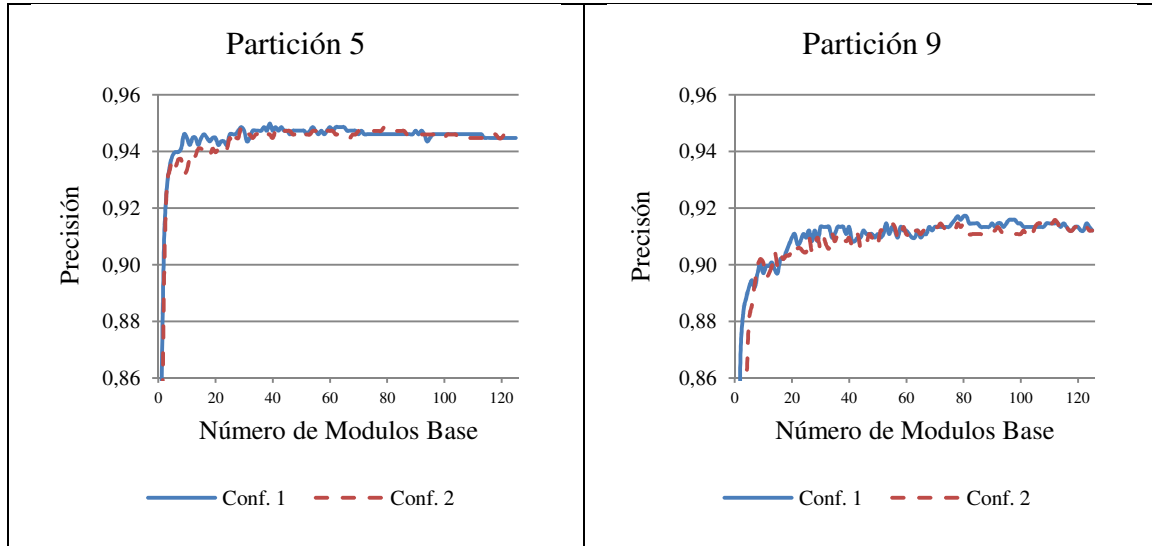 Partición 5
0,96
0,94
0,92
0,90
0,88
0,86
Precisión
0 20 40 60 80 100 120
Número de Modulos Base
Conf. 1 Conf. 2
Partición 9
0,96
0,94
0,92
0,90
0,88
0,86
Precisón
0 20 40 60 80 100 120
Número de Modulos Base
Conf. 1 Conf. 2